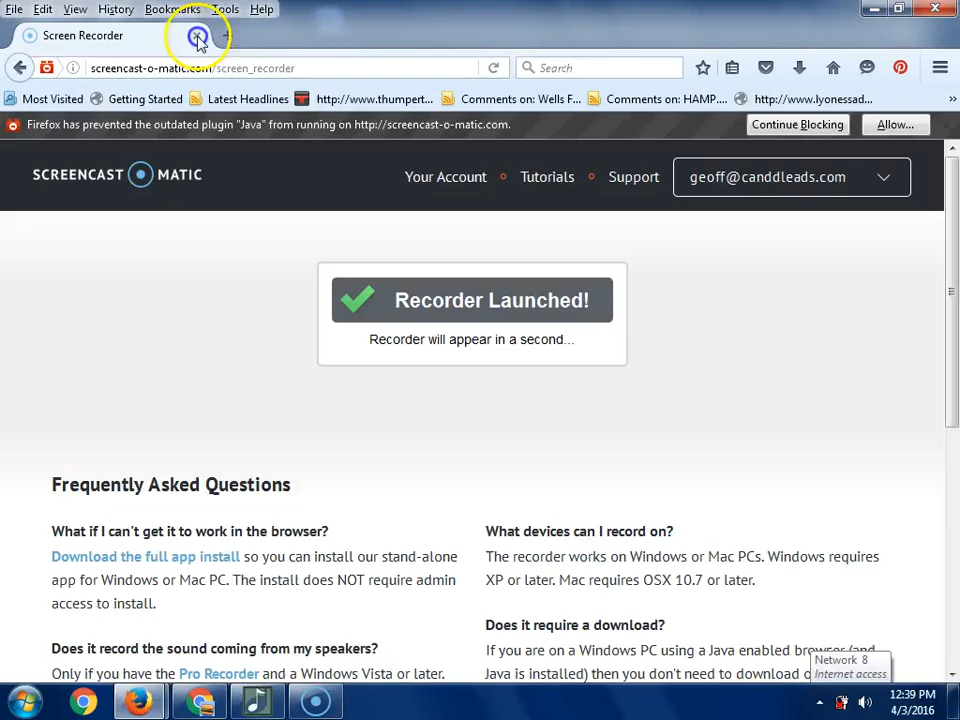 File Edit View History Bookmarks Tools Help
Screen Recorder
screencast-o-matic.com/screen_recorder
Search
Most Visited Getting Started Latest Headlines http://www.thumpert... Comments on: Wells F... Comments on: HAMP.... http://www.lyonessad... »
Firefox has prevented the outdated plugin "Java" from running on http://screencast-o-matic.com. Continue Blocking Allow...
SCREENCAST MATIC Your Account Tutorials Support geoff@canddleads.com
Recorder Launched!
Recorder will appear in a second...
Frequently Asked Questions
What if I can't get it to work in the browser?
Download the full app install so you can install our stand-alone
app for Windows or Mac PC. The install does NOT require admin
access to install.
Does it record the sound coming from my speakers?
Only if you have the Pro Recorder and a Windows Vista or later.
What devices can I record on?
The recorder works on Windows or Mac PCs. Windows requires
XP or later. Mac requires OSX 10.7 or later.
Does it require a download?
If you are on a Windows PC using a Java enabled browser (and
Java is installed) then you don't need to download
Network 8
Internet access
12:39 PM
4/3/2016